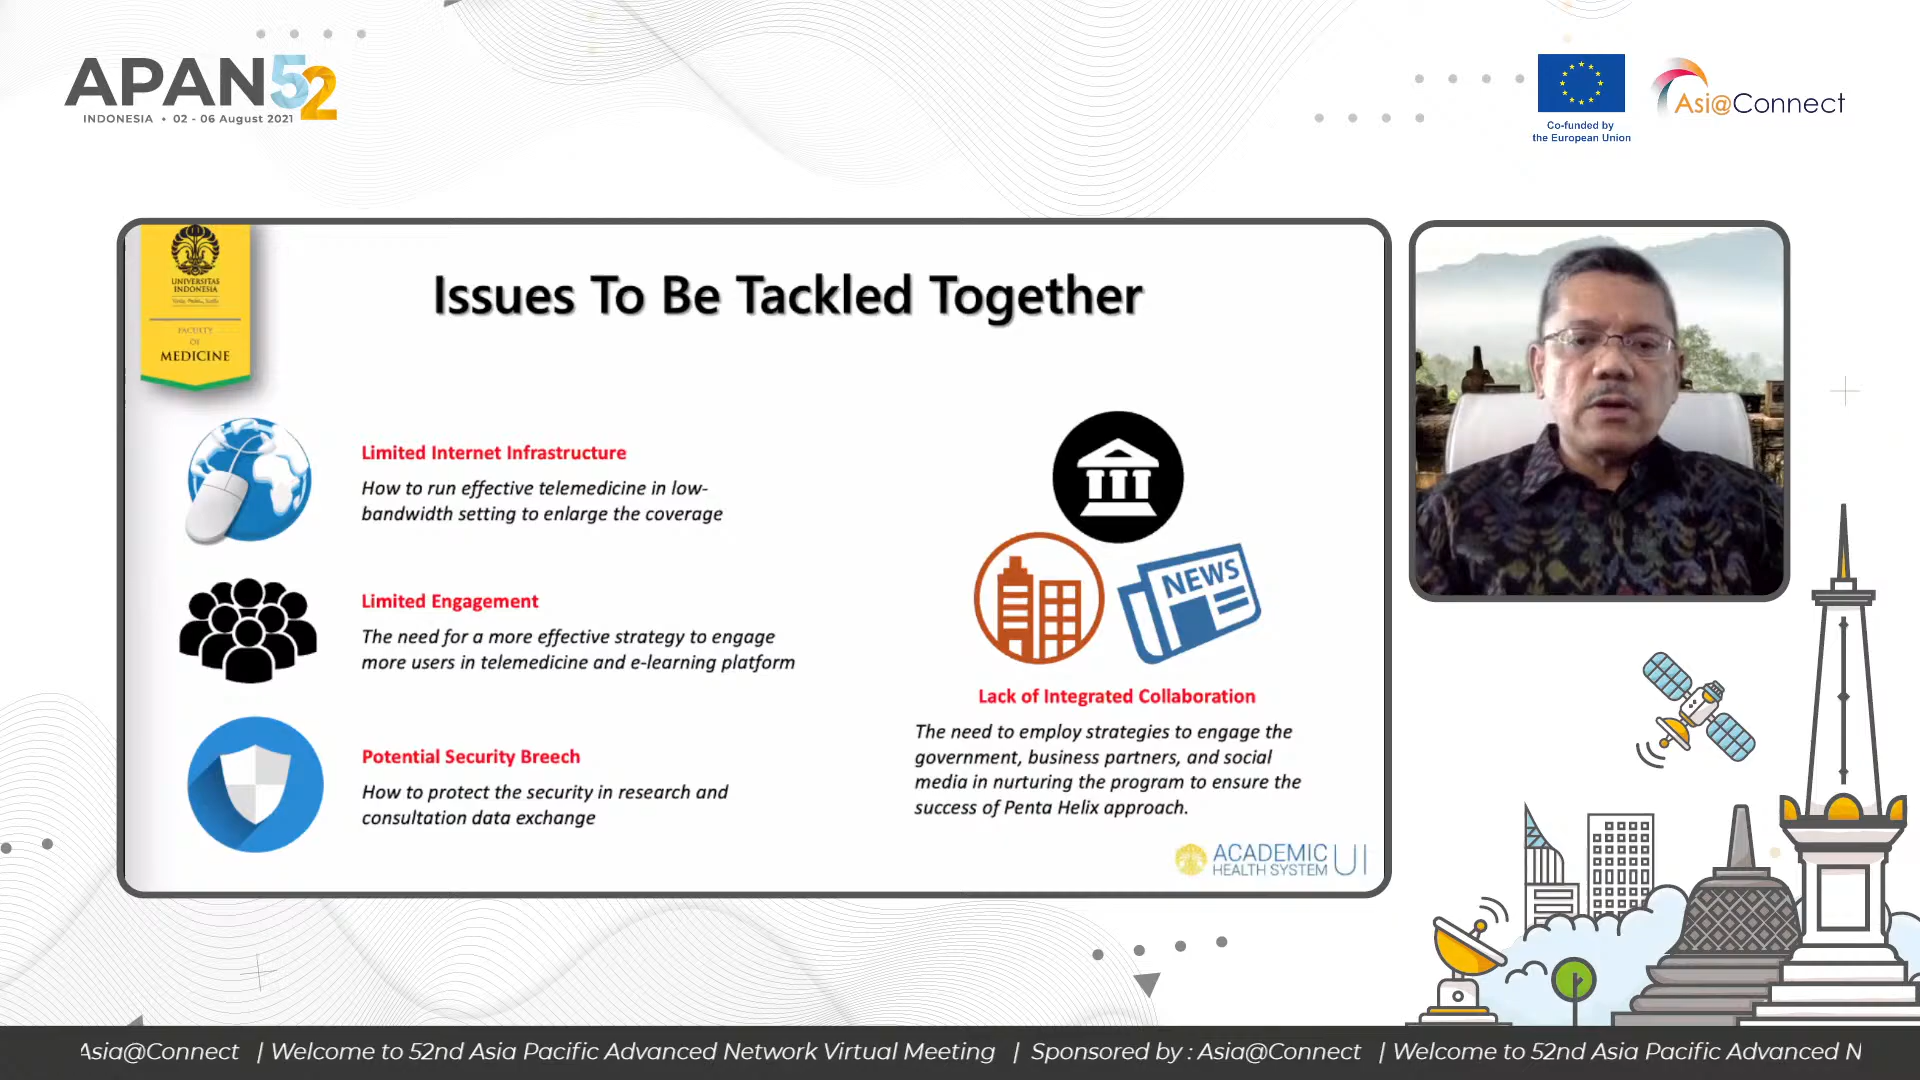 APAN52
INDONESIA • 02 - 06 August 2021
Co-funded by
the European Union
Asi@Connect
UNIVERSITAS
INDONESIA
FACULTY
OF
MEDICINE
Issues To Be Tackled Together
Limited Internet Infrastructure
How to run effective telemedicine in low-
bandwidth setting to enlarge the coverage
Limited Engagement
The need for a more effective strategy to engage
more users in telemedicine and e-learning platform
Potential Security Breech
How to protect the security in research and
consultation data exchange
NEWS
Lack of Integrated Collaboration
The need to employ strategies to engage the
government, business partners, and social
media in nurturing the program to ensure the
success of Penta Helix approach.
ACADEMIC
HEALTH SYSTEM UI
Asia@Connect | Welcome to 52nd Asia Pacific Advanced Network Virtual Meeting | Sponsored by : Asia@Connect | Welcome to 52nd Asia Pacific Advanced N